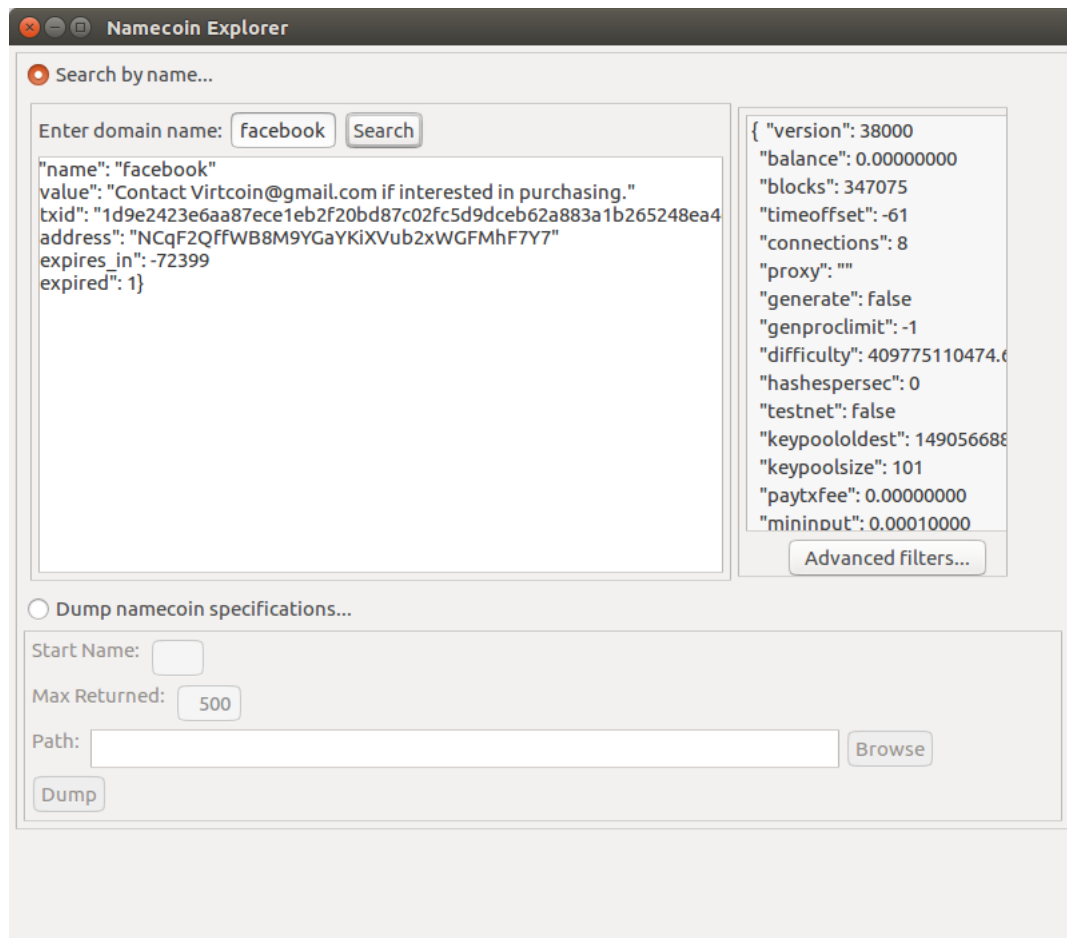 Namecoin Explorer
Search by name...
Enter domain name: facebook Search
"name": "facebook"
value": "Contact Virtcoin@gmail.com if interested in purchasing."
txid": "1d9e2423e6aa87ece1eb2f20bd87c02fc5d9dceb62a883a1b265248ea4
address": "NCqF2QffWB8M9YGaYKiXVub2xWGFMhF7Y7"
expires_in": -72399
expired": 1}
{ "version": 38000
"balance": 0.00000000
"blocks": 347075
"timeoffset": -61
"connections": 8
"proxy": ""
"generate": false
"genproclimit": -1
"difficulty": 409775110474.6
"hashespersec": 0
"testnet": false
"keypoololdest": 149056688
"keypoolsize": 101
"paytxfee": 0.00000000
"mininput": 0.00010000
Advanced filters...
Dump namecoin specifications...
Start Name:
Max Returned: 500
Path: Browse
Dump